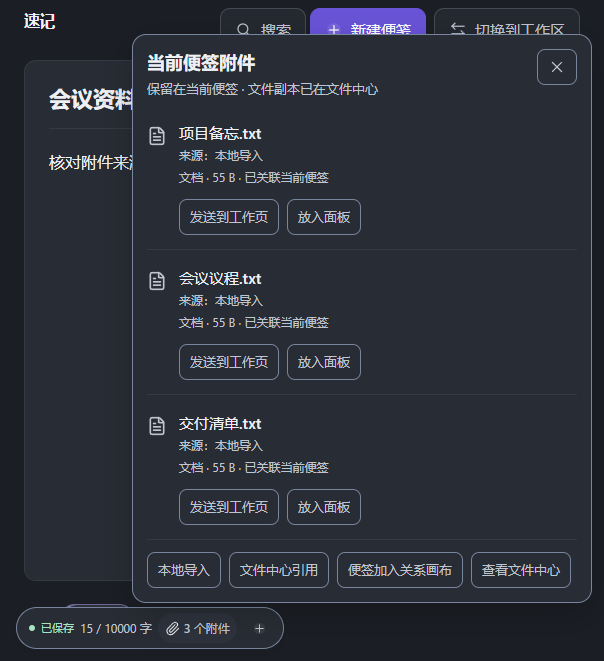 速记
搜索
新建便笺
切换到工作区
会议资料
核对附件来
当前便签附件
保留在当前便签 · 文件副本已在文件中心
项目备忘.txt
来源：本地导入
文档 · 55 B · 已关联当前便签
发送到工作页
放入面板
会议议程.txt
来源：本地导入
文档 · 55 B · 已关联当前便签
发送到工作页
放入面板
交付清单.txt
来源：本地导入
文档 · 55 B · 已关联当前便签
发送到工作页
放入面板
本地导入
文件中心引用
便签加入关系画布
查看文件中心
已保存 15 / 10000 字 3 个附件